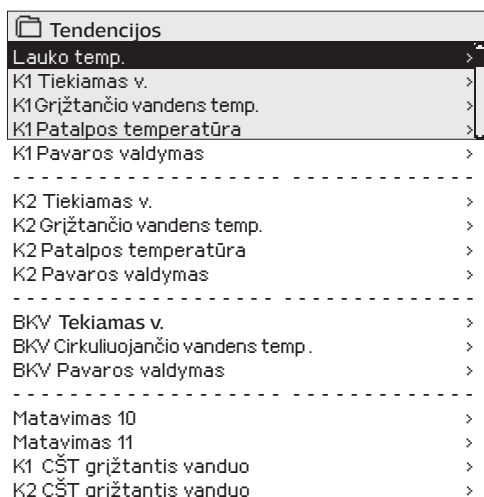 Tendencijos
Lauko temp. >
K1 Tiekiamas v. >
K1 Grįžtančio vandens temp. >
K1 Patalpos temperatūra >
K1 Pavaros valdymas >
- - - - - - - - - - - - - - - - - - - - - - - - - - - - - - - - -
K2 Tiekiamas v. >
K2 Grįžtančio vandens temp. >
K2 Patalpos temperatūra >
K2 Pavaros valdymas >
- - - - - - - - - - - - - - - - - - - - - - - - - - - - - - - - -
BKV Tekiamas v. >
BKV Cirkuliuojančio vandens temp. >
BKV Pavaros valdymas >
- - - - - - - - - - - - - - - - - - - - - - - - - - - - - - - - -
Matavimas 10 >
Matavimas 11 >
K1 CŠT grįžtantis vanduo >
K2 CŠT grįžtantis vanduo >